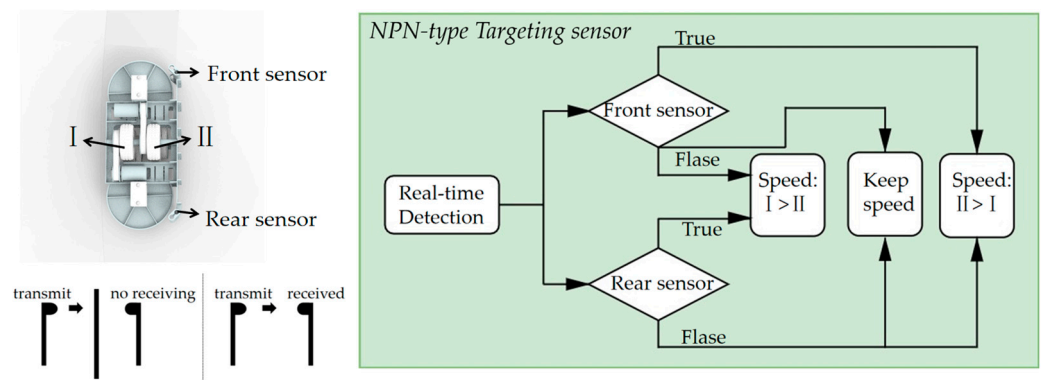 NPN-type Targeting sensor
Front sensor
I
II
Rear sensor
transmit
no receiving
transmit
received
Real-time
Detection
Front sensor
True
Flase
Rear sensor
True
Flase
Speed:
I > II
Keep
speed
Speed:
II > I